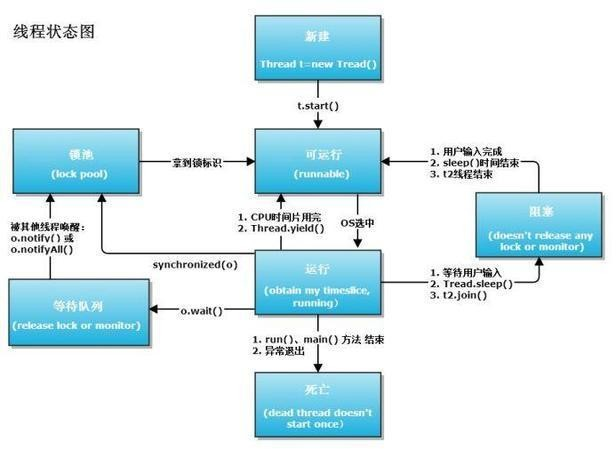 线程状态图
新建
Thread t=new Tread()
t.start()
锁池
(lock pool)
拿到锁标识
可运行
(runnable)
1. 用户输入完成
2. sleep()时间结束
3. t2线程结束
阻塞
(doesn't release any
lock or monitor)
被其他线程唤醒：
o.notify() 或
o.notifyAll()
1. CPU时间片用完
2. Thread.yield()
OS选中
synchronized(o)
运行
(obtain my timeslice,
running）
1. 等待用户输入
2. Tread.sleep()
3. t2.join()
等待队列
(release lock or monitor)
o.wait()
1. run()、main() 方法 结束
2. 异常退出
死亡
(dead thread doesn't
start once）